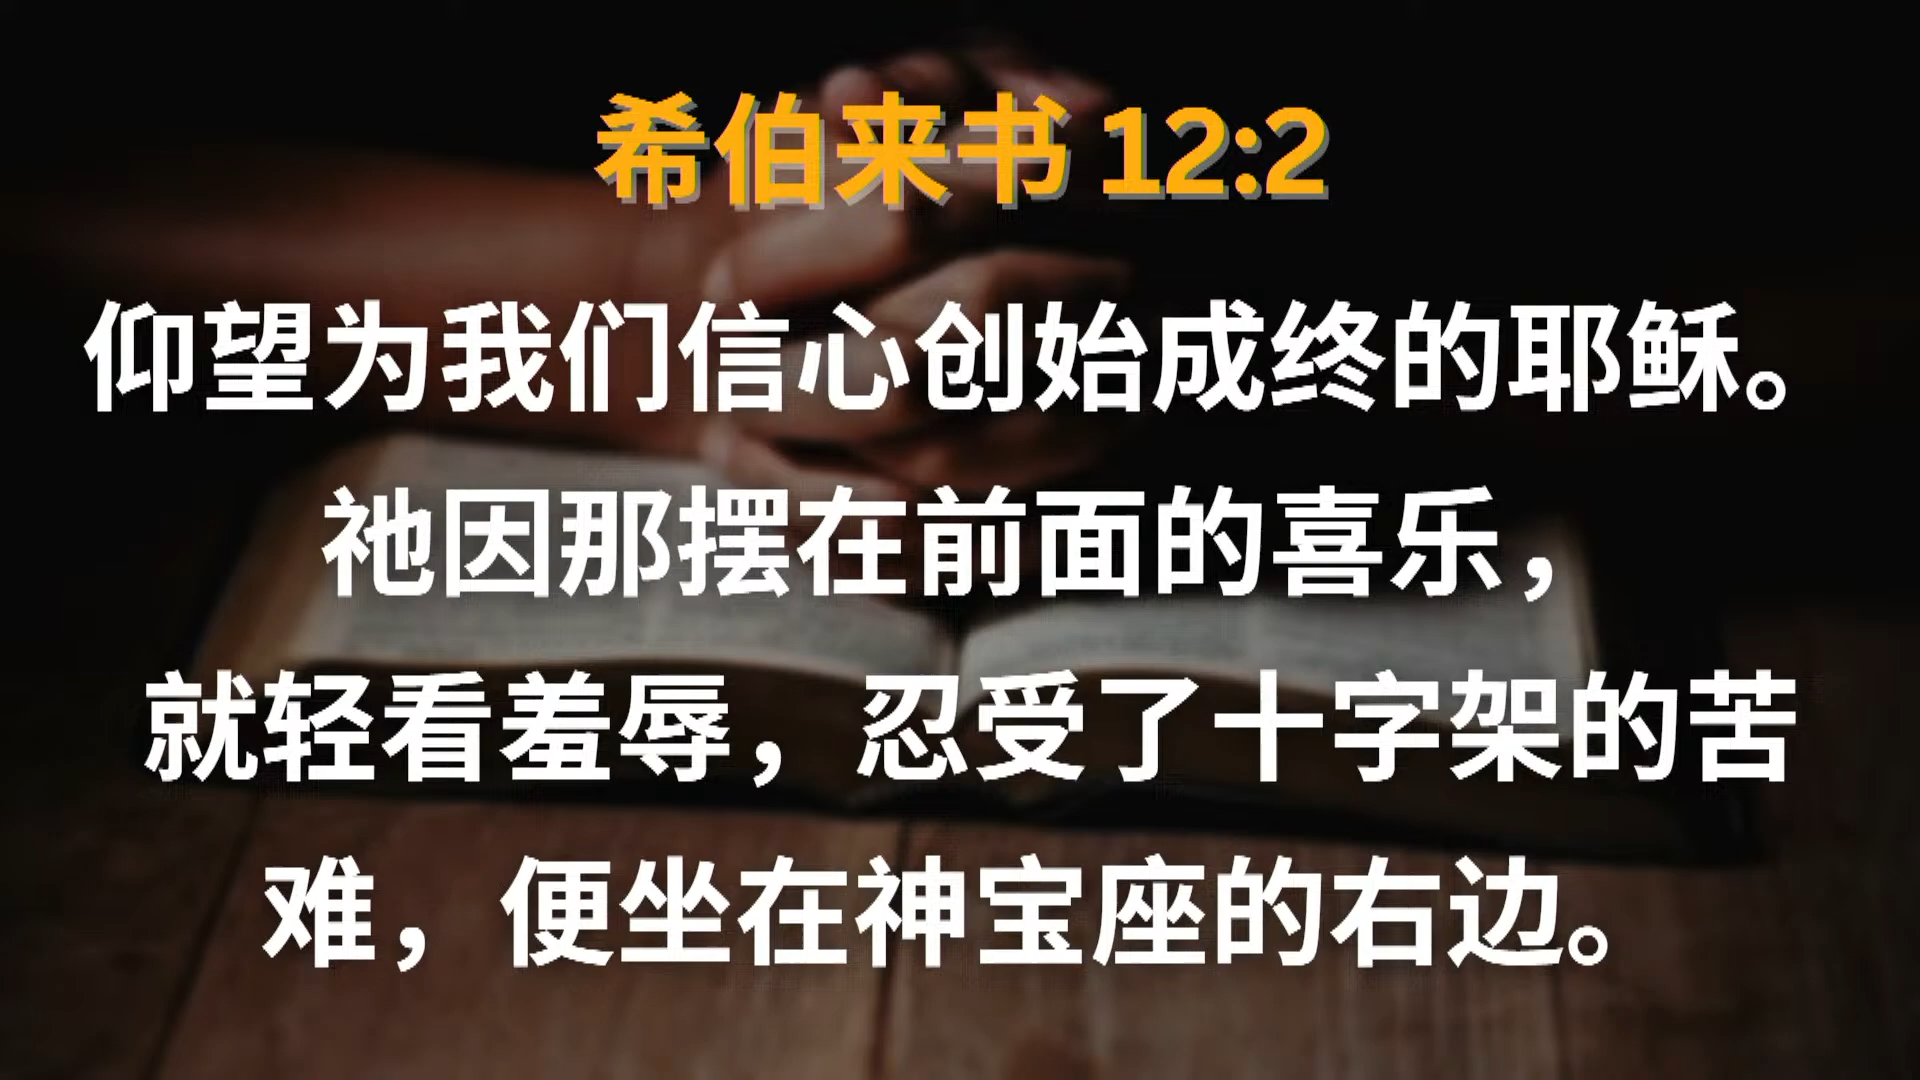 希伯来书 12:2
仰望为我们信心创始成终的耶稣。
祂因那摆在前面的喜乐，
就轻看羞辱，忍受了十字架的苦
难，便坐在神宝座的右边。